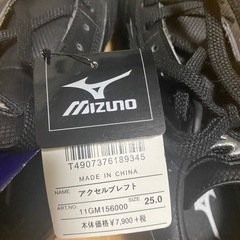 MIZUNO
T4907376189345
MADE IN CHINA
NAME アクセルブレフト
ART.NO. 11GM156000 SIZE 25.0
本体価格 ¥7,900+税